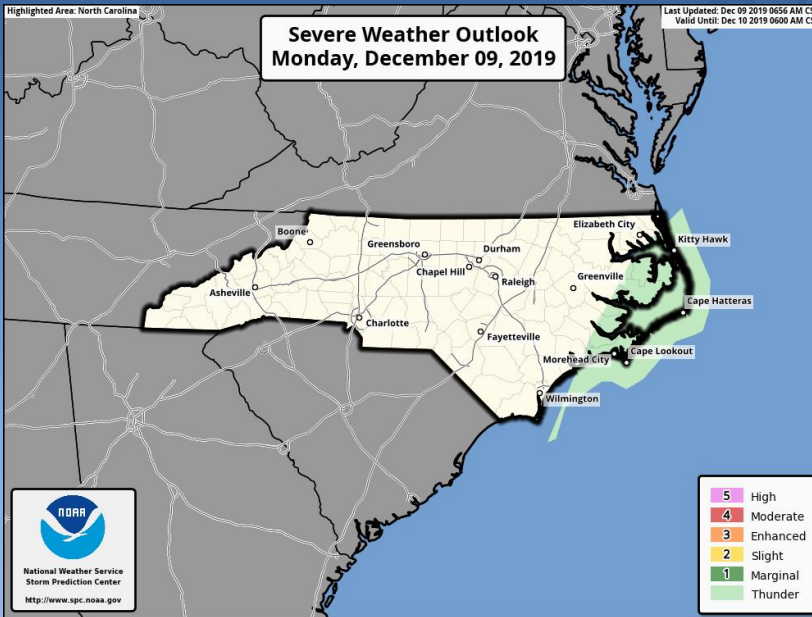 Highlighted Area: North Carolina
Last Updated: Dec 09 2019 0656 AM CS
Valid Until: Dec 10 2019 0600 AM CS
Severe Weather Outlook
Monday, December 09, 2019
Elizabeth City
Boone
Kitty Hawk
Greensboro
Durham
Chapel Hill
Raleigh
Greenville
Asheville
Cape Hatteras
Charlotte
Fayetteville
Morehead City
Cape Lookout
Wilmington
NOAA
National Weather Service
Storm Prediction Center
http://www.spc.noaa.gov
5 High
4 Moderate
3 Enhanced
2 Slight
1 Marginal
Thunder